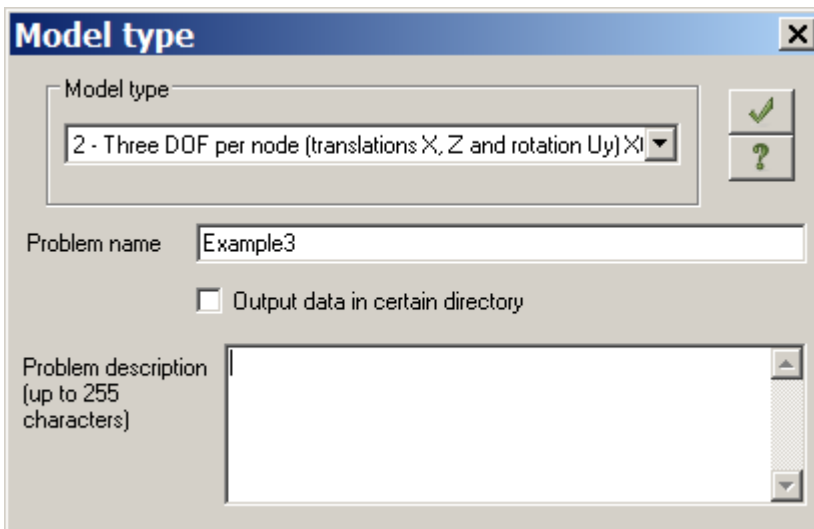 Model type
Model type
2 - Three DOF per node (translations X, Z and rotation Uy) X
Problem name
Example3
Output data in certain directory
Problem description
(up to 255
characters)